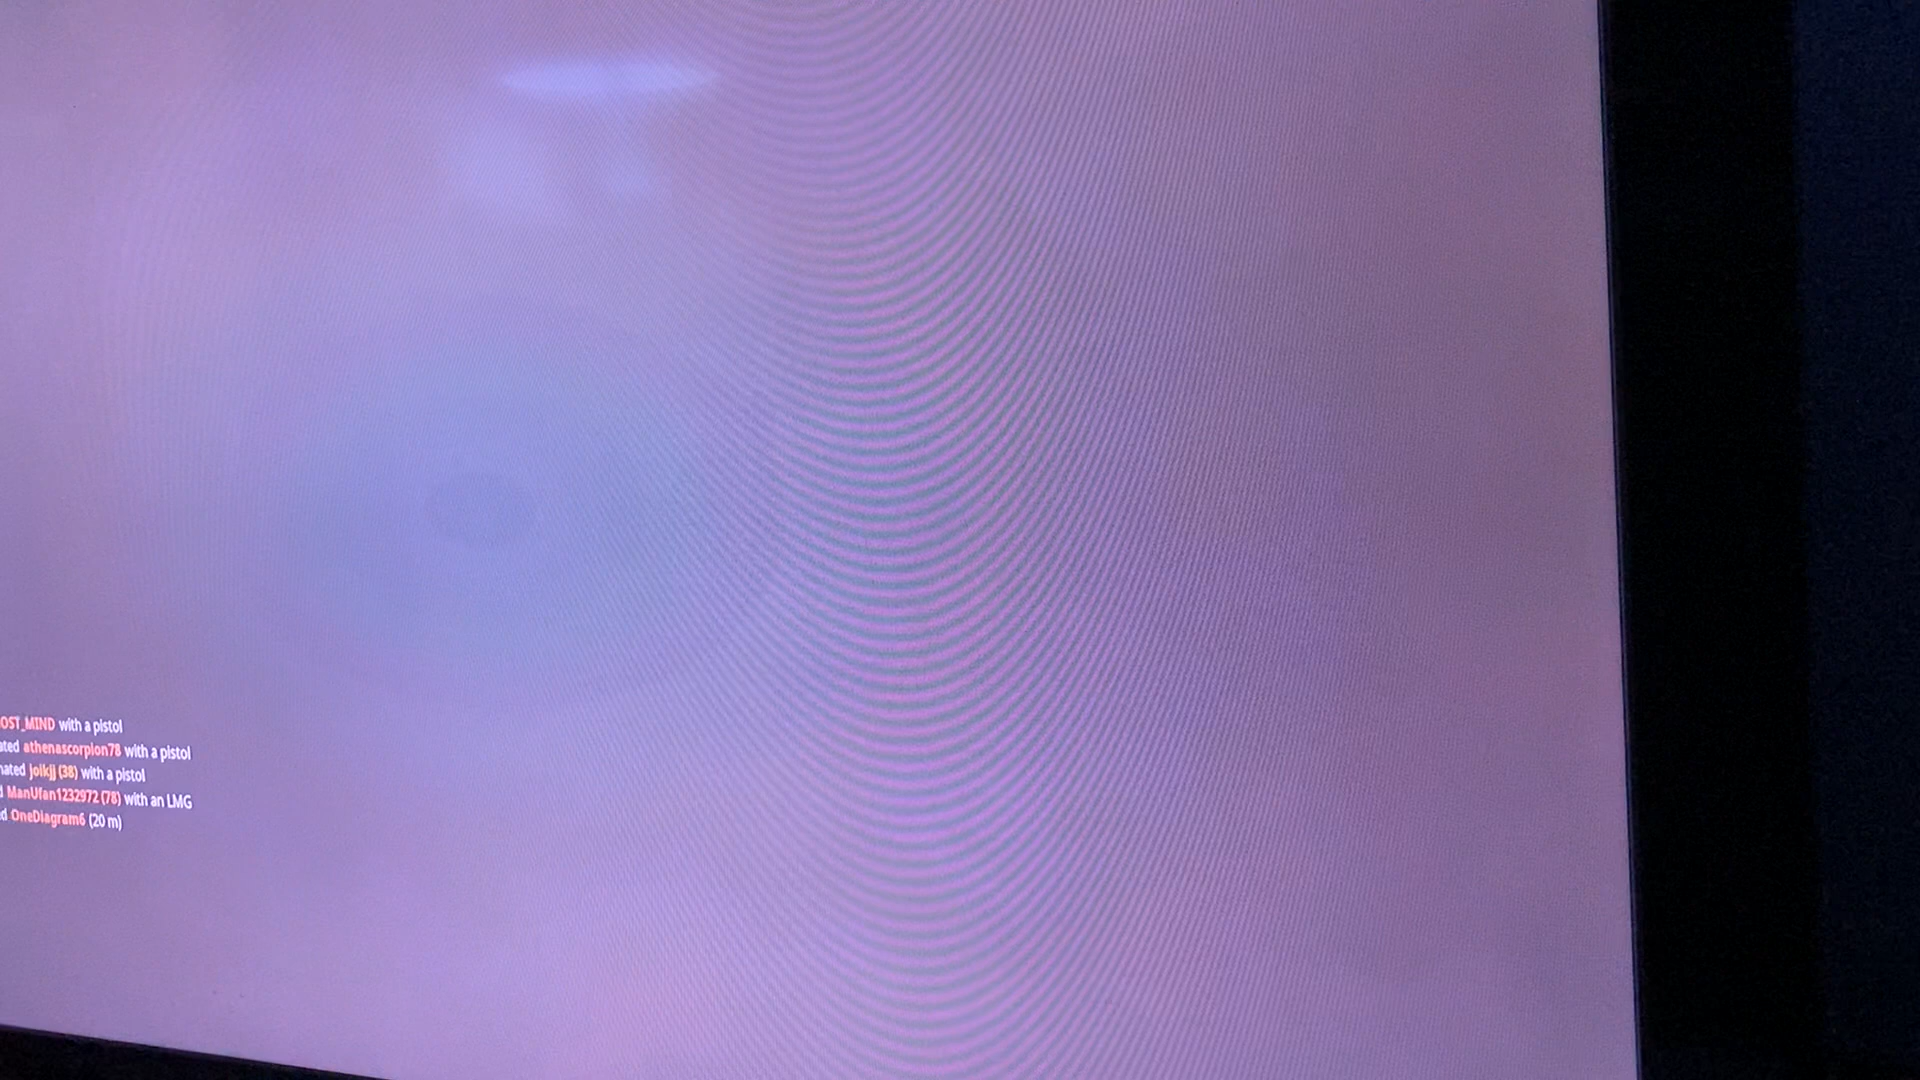 OST_MIND with a pistol
ated athenascorpion78 with a pistol
nated joikjj (38) with a pistol
d ManUfan1232972 (78) with an LMG
ed OneDiagram6 (20 m)